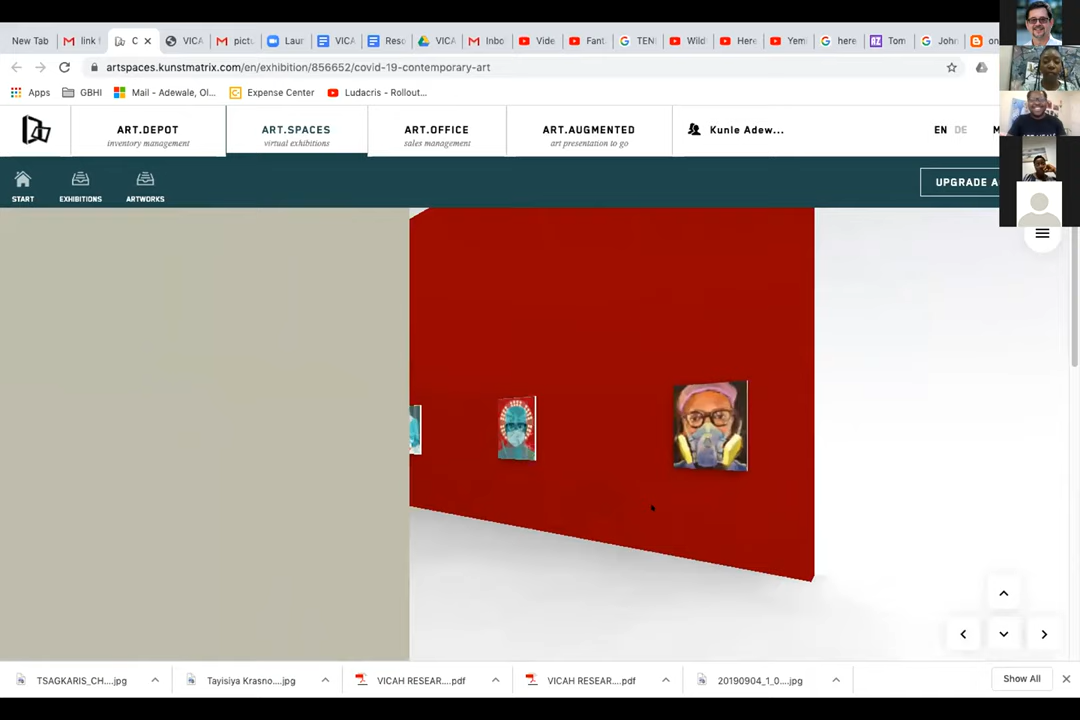 New Tab
link
C
VICA
pictu
Laur
VICA
Reso
VICA
Inbo
Vide
Fant
TENI
Wild
Here
Yem
here
Tom
John
on
artspaces.kunstmatrix.com/en/exhibition/856652/covid-19-contemporary-art
Apps
GBHI
Mail - Adewale, Ol...
Expense Center
Ludacris - Rollout...
ART.DEPOT
inventory management
ART.SPACES
virtual exhibitions
ART.OFFICE
sales management
ART.AUGMENTED
art presentation to go
Kunle Adew...
EN DE
M
START
EXHIBITIONS
ARTWORKS
UPGRADE A
TSAGKARIS_CH....jpg
Tayisiya Krasno....jpg
VICAH RESEAR....pdf
VICAH RESEAR....pdf
20190904_1_0....jpg
Show All